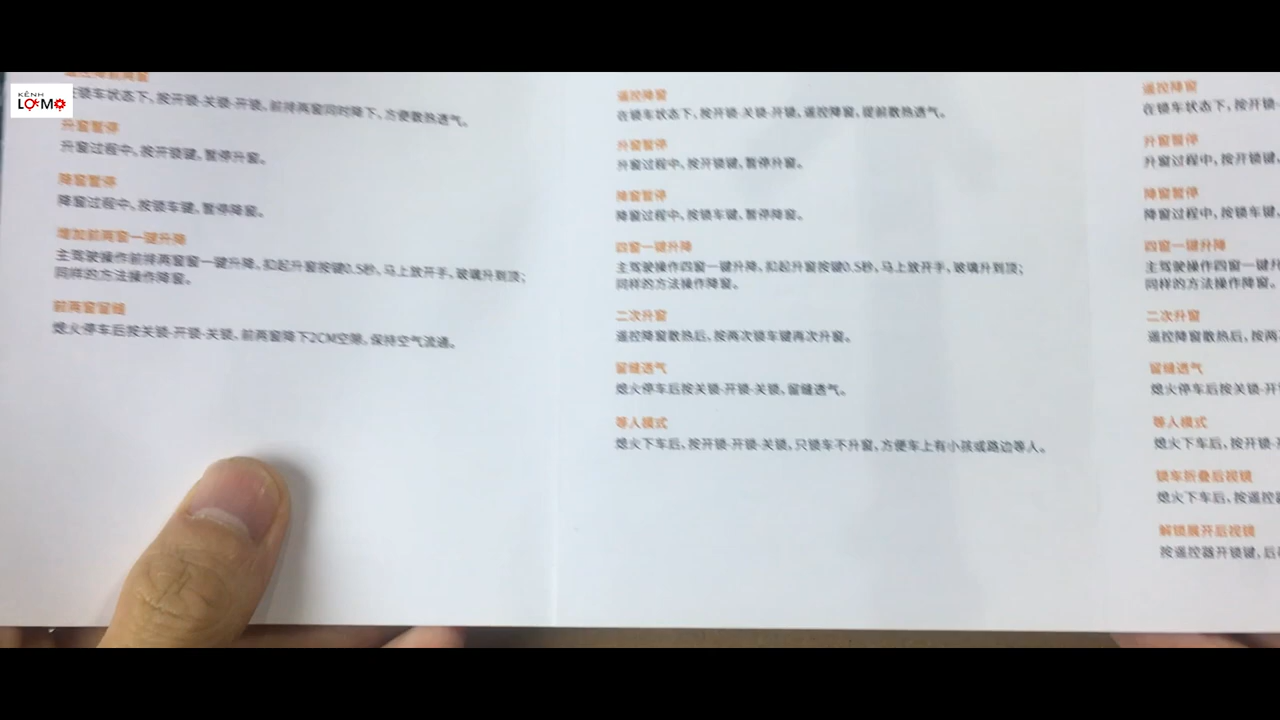 KÊNH
LOMO
遥控降前两窗
在锁车状态下，按开锁-关锁-开锁，前排两窗同时降下，方便散热透气。
升窗暂停
升窗过程中，按开锁键，暂停升窗。
降窗暂停
降窗过程中，按锁车键，暂停降窗。
增加前两窗一键升降
主驾驶操作前排两窗窗一键升降，扣起升窗按键0.5秒，马上放开手，玻璃升到顶；
同样的方法操作降窗。
前两窗留缝
熄火停车后按关锁-开锁-关锁，前两窗降下2CM空隙，保持空气流通。
遥控降窗
在锁车状态下，按开锁-关锁-开锁，遥控降窗，提前散热透气。
升窗暂停
升窗过程中，按开锁键，暂停升窗。
降窗暂停
降窗过程中，按锁车键，暂停降窗。
四窗一键升降
主驾驶操作四窗一键升降，扣起升窗按键0.5秒，马上放开手，玻璃升到顶；
同样的方法操作降窗。
二次升窗
遥控降窗散热后，按两次锁车键再次升窗。
留缝透气
熄火停车后按关锁-开锁-关锁，留缝透气。
等人模式
熄火下车后，按开锁-开锁-关锁，只锁车不升窗，方便车上有小孩或路边等人。
遥控降窗
在锁车状态下，按开锁-
升窗暂停
升窗过程中，按开锁键，
降窗暂停
降窗过程中，按锁车键，
四窗一键升降
主驾驶操作四窗一键升
同样的方法操作降窗。
二次升窗
遥控降窗散热后，按两
留缝透气
熄火停车后按关锁-开
等人模式
熄火下车后，按开锁-
锁车折叠后视镜
熄火下车后，按遥控
解锁展开后视镜
按遥控器开锁键，后